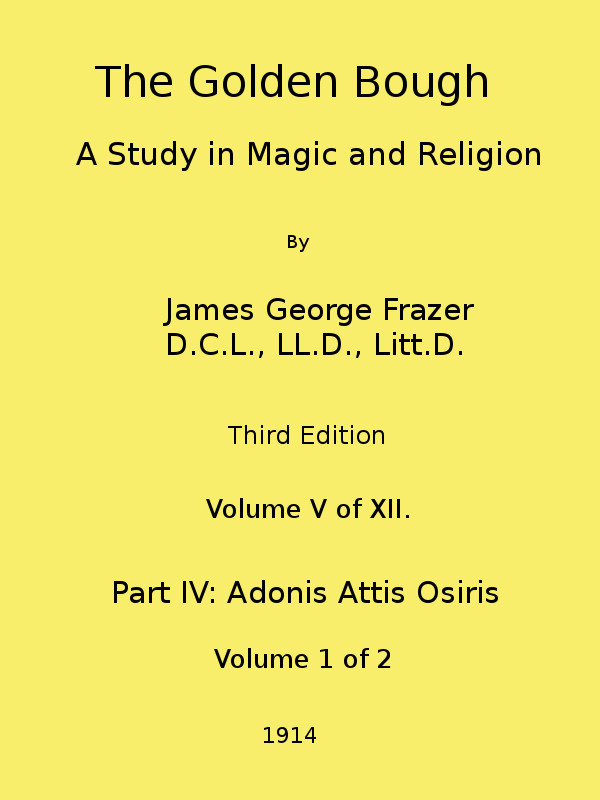 The Golden Bough
A Study in Magic and Religion
By
James George Frazer
D.C.L., LL.D., Litt.D.
Third Edition
Volume V of XII.
Part IV: Adonis Attis Osiris
Volume 1 of 2
1914